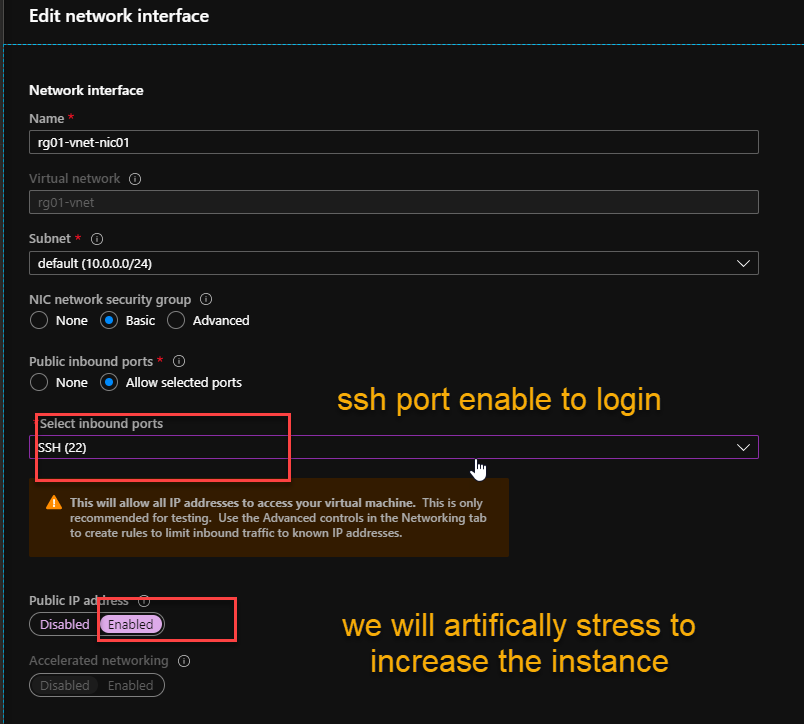 Edit network interface
Network interface
Name *
rg01-vnet-nic01
Virtual network
rg01-vnet
Subnet *
default (10.0.0.0/24)
NIC network security group
None Basic Advanced
Public inbound ports *
None Allow selected ports
ssh port enable to login
*Select inbound ports
SSH (22)
This will allow all IP addresses to access your virtual machine. This is only
recommended for testing. Use the Advanced controls in the Networking tab
to create rules to limit inbound traffic to known IP addresses.
Public IP address
Disabled Enabled
we will artifically stress to
increase the instance
Accelerated networking
Disabled Enabled